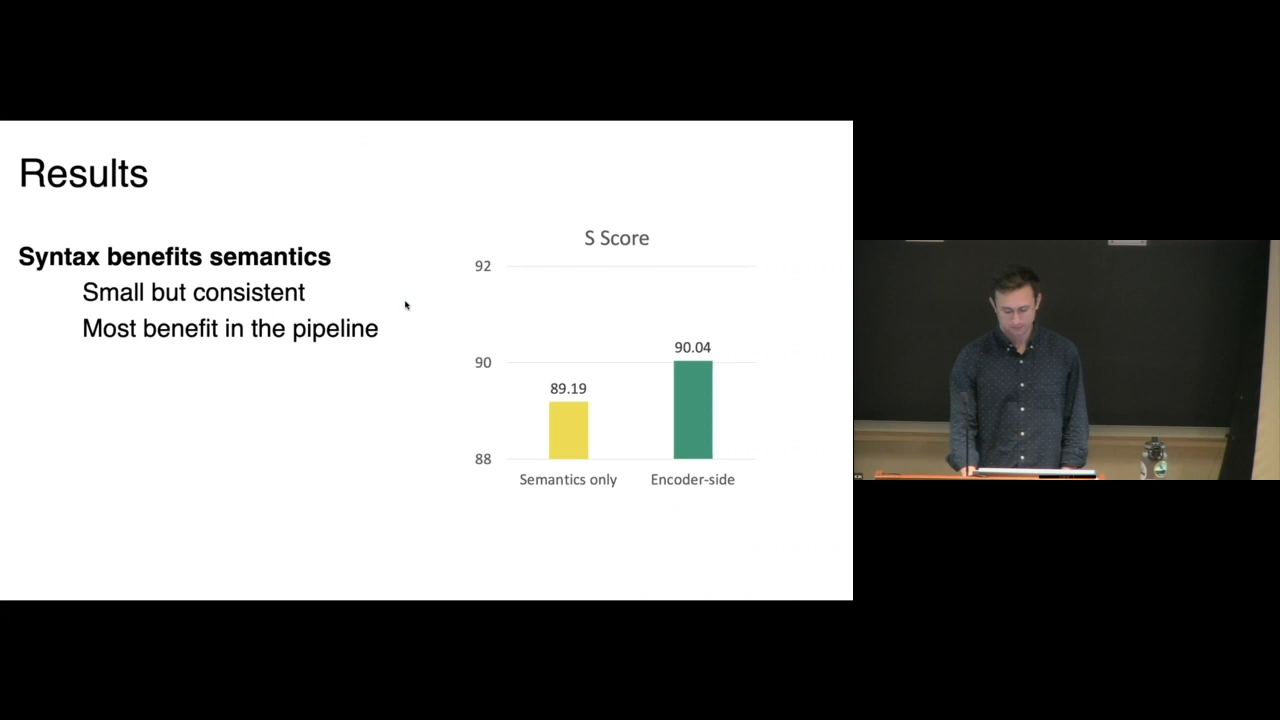 Results
Syntax benefits semantics
Small but consistent
Most benefit in the pipeline
S Score
92
90
88
89.19
90.04
Semantics only
Encoder-side